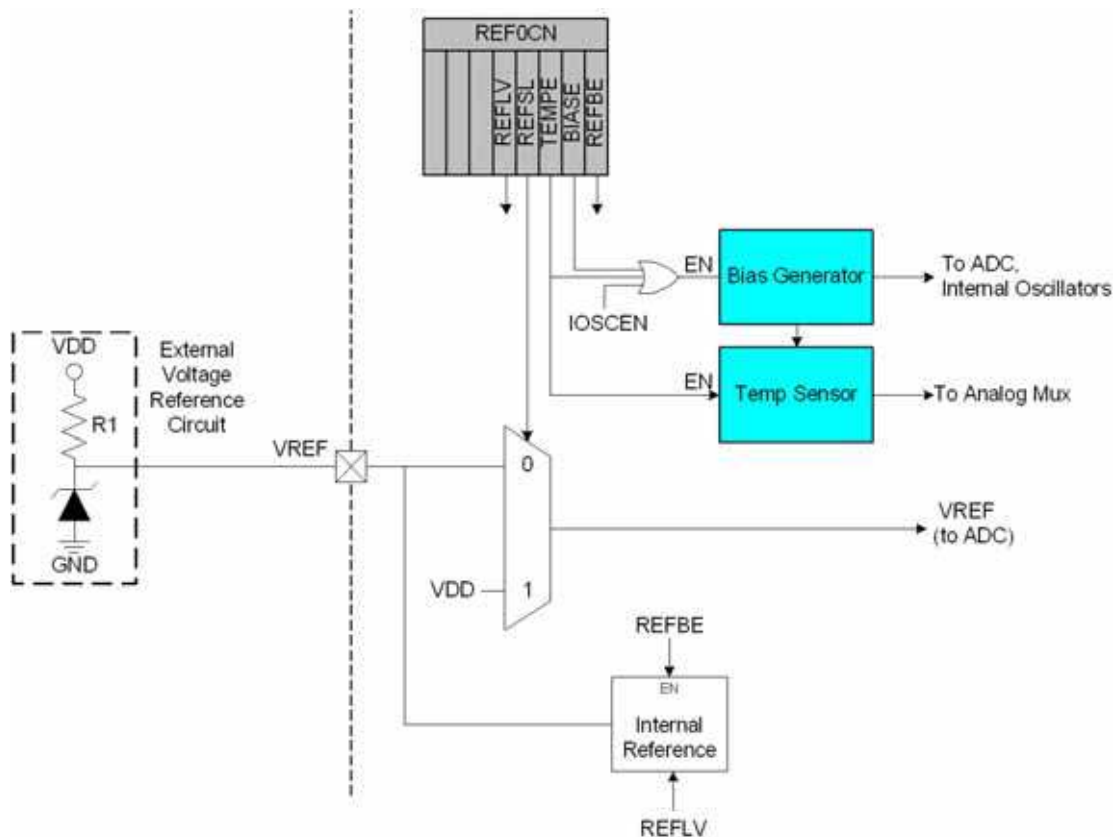 REF0CN
REFLV
REFSL
TEMPE
BIASE
REFBE
EN
Bias Generator
To ADC,
Internal Oscillators
IOSCEN
EN
Temp Sensor
To Analog Mux
VDD
R1
GND
External
Voltage
Reference
Circuit
VREF
0
VDD
1
VREF
(to ADC)
REFBE
EN
Internal
Reference
REFLV